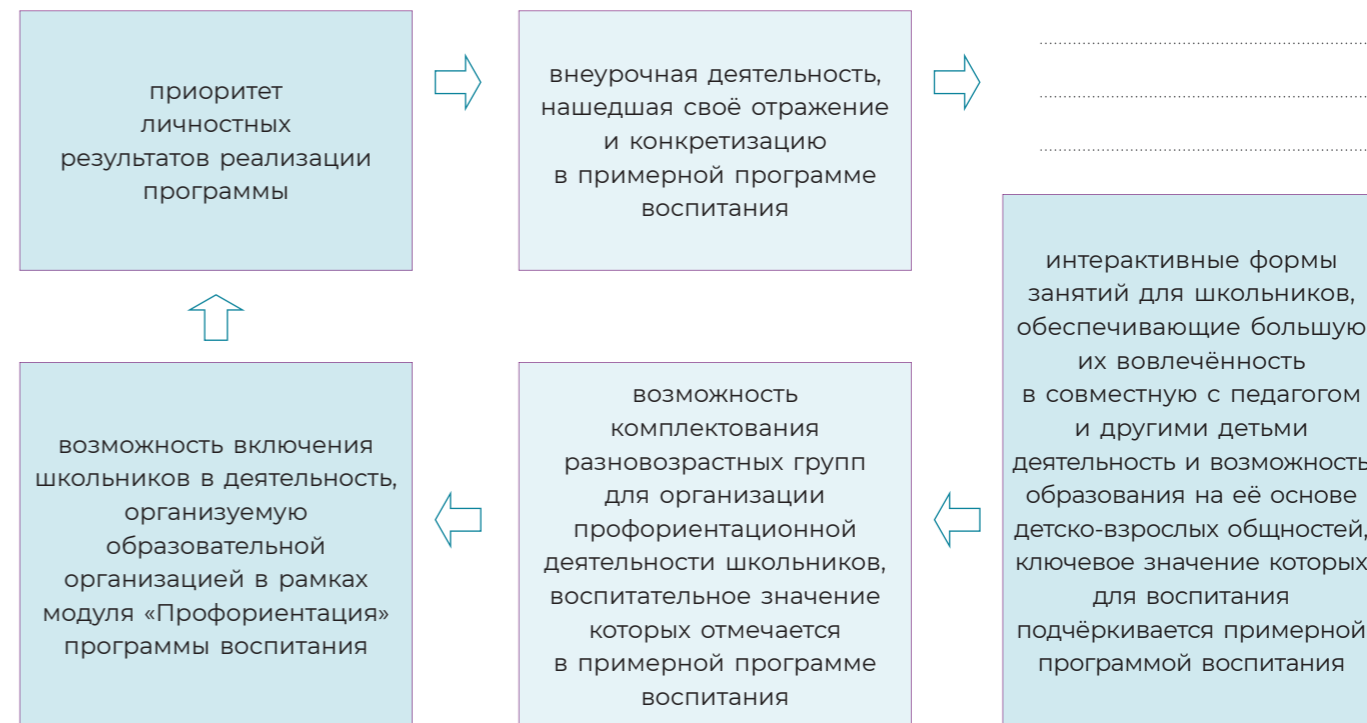 приоритет
личностных
результатов реализации
программы
внеурочная деятельность,
нашедшая своё отражение
и конкретизацию
в примерной программе
воспитания
интерактивные формы
занятий для школьников,
обеспечивающие большую
их вовлечённость
в совместную с педагогом
и другими детьми
деятельность и возможность
образования на её основе
детско-взрослых общностей,
ключевое значение которых
для воспитания
подчёркивается примерной
программой воспитания
возможность
комплектования
разновозрастных групп
для организации
профориентационной
деятельности школьников,
воспитательное значение
которых отмечается
в примерной программе
воспитания
возможность включения
школьников в деятельность,
организуемую
образовательной
организацией в рамках
модуля «Профориентация»
программы воспитания